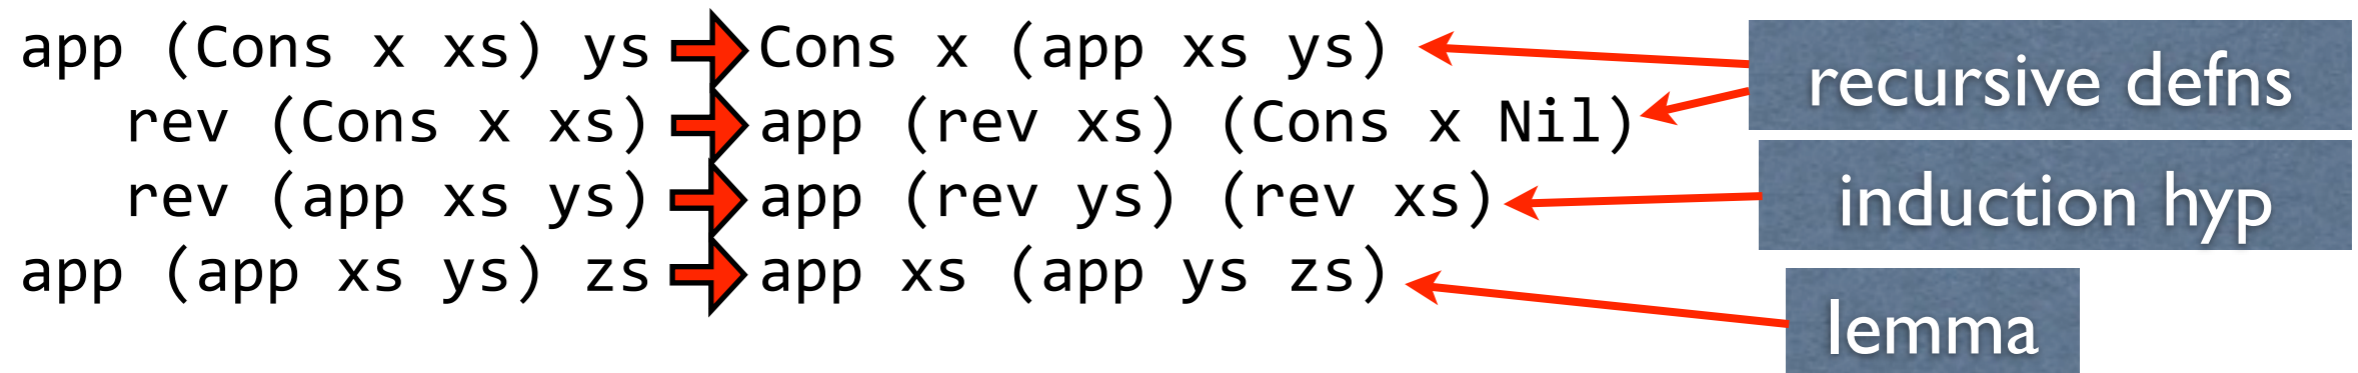 app (Cons x xs) ys Cons x (app xs ys)
rev (Cons x xs) app (rev xs) (Cons x Nil)
rev (app xs ys) app (rev ys) (rev xs)
app (app xs ys) zs app xs (app ys zs)
recursive defns
induction hyp
lemma